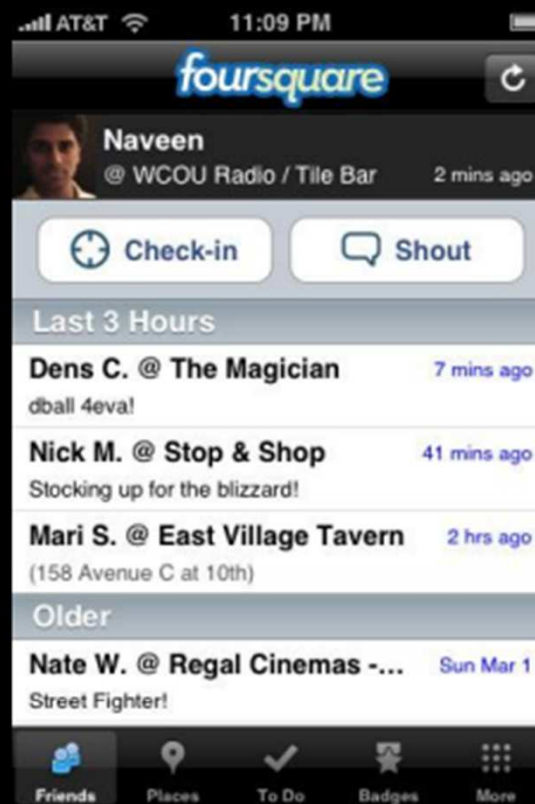 AT&T 11:09 PM
foursquare
Naveen
@ WCOU Radio / Tile Bar 2 mins ago
Check-in Shout
Last 3 Hours
Dens C. @ The Magician 7 mins ago
dball 4eva!
Nick M. @ Stop & Shop 41 mins ago
Stocking up for the blizzard!
Mari S. @ East Village Tavern 2 hrs ago
(158 Avenue C at 10th)
Older
Nate W. @ Regal Cinemas -... Sun Mar 1
Street Fighter!
Friends Places To Do Badges More